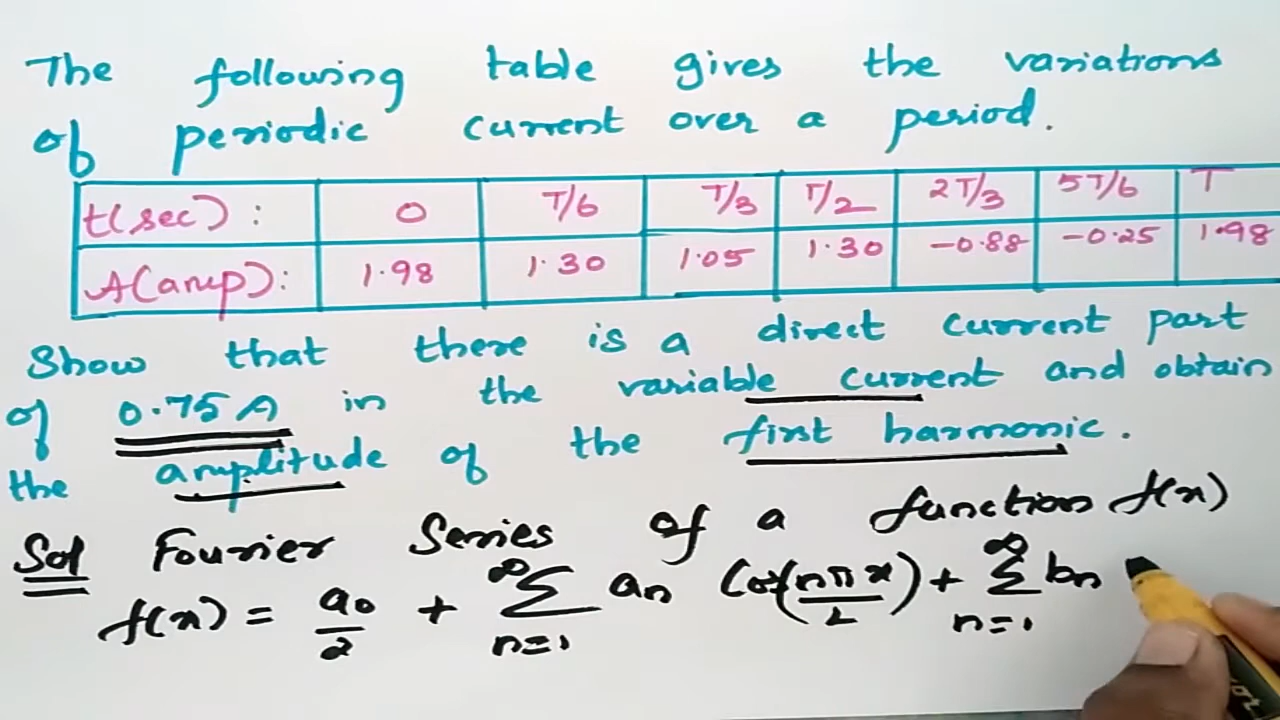 The following table gives the variations
of periodic current over a period.
t(sec): 0 T/6 T/3 T/2 2T/3 5T/6 T
A(amp): 1.98 1.30 1.05 1.30 -0.88 -0.25 1.98
Show that there is a direct current part
of 0.75 A in the variable current and obtain
the amplitude of the first harmonic.
Sol Fourier Series of a function f(x)
f(x) = a0/2 + ∞Σn=1 an Cos(nπx/L) + ∞Σn=1 bn